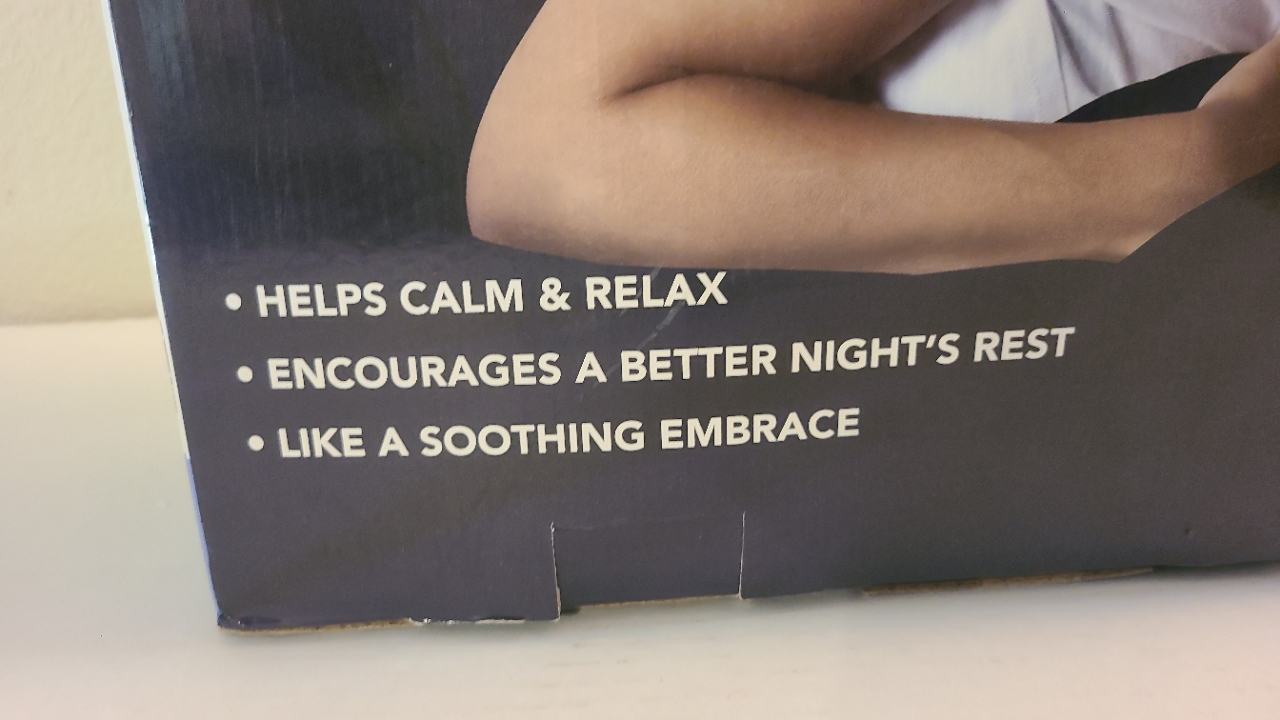 • HELPS CALM & RELAX
• ENCOURAGES A BETTER NIGHT'S REST
• LIKE A SOOTHING EMBRACE